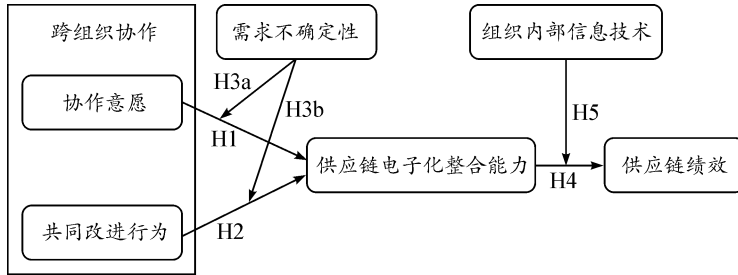 跨组织协作
需求不确定性
组织内部信息技术
H3a
协作意愿
H3b
H5
H1
供应链电子化整合能力
H4
供应链绩效
共同改进行为
H2